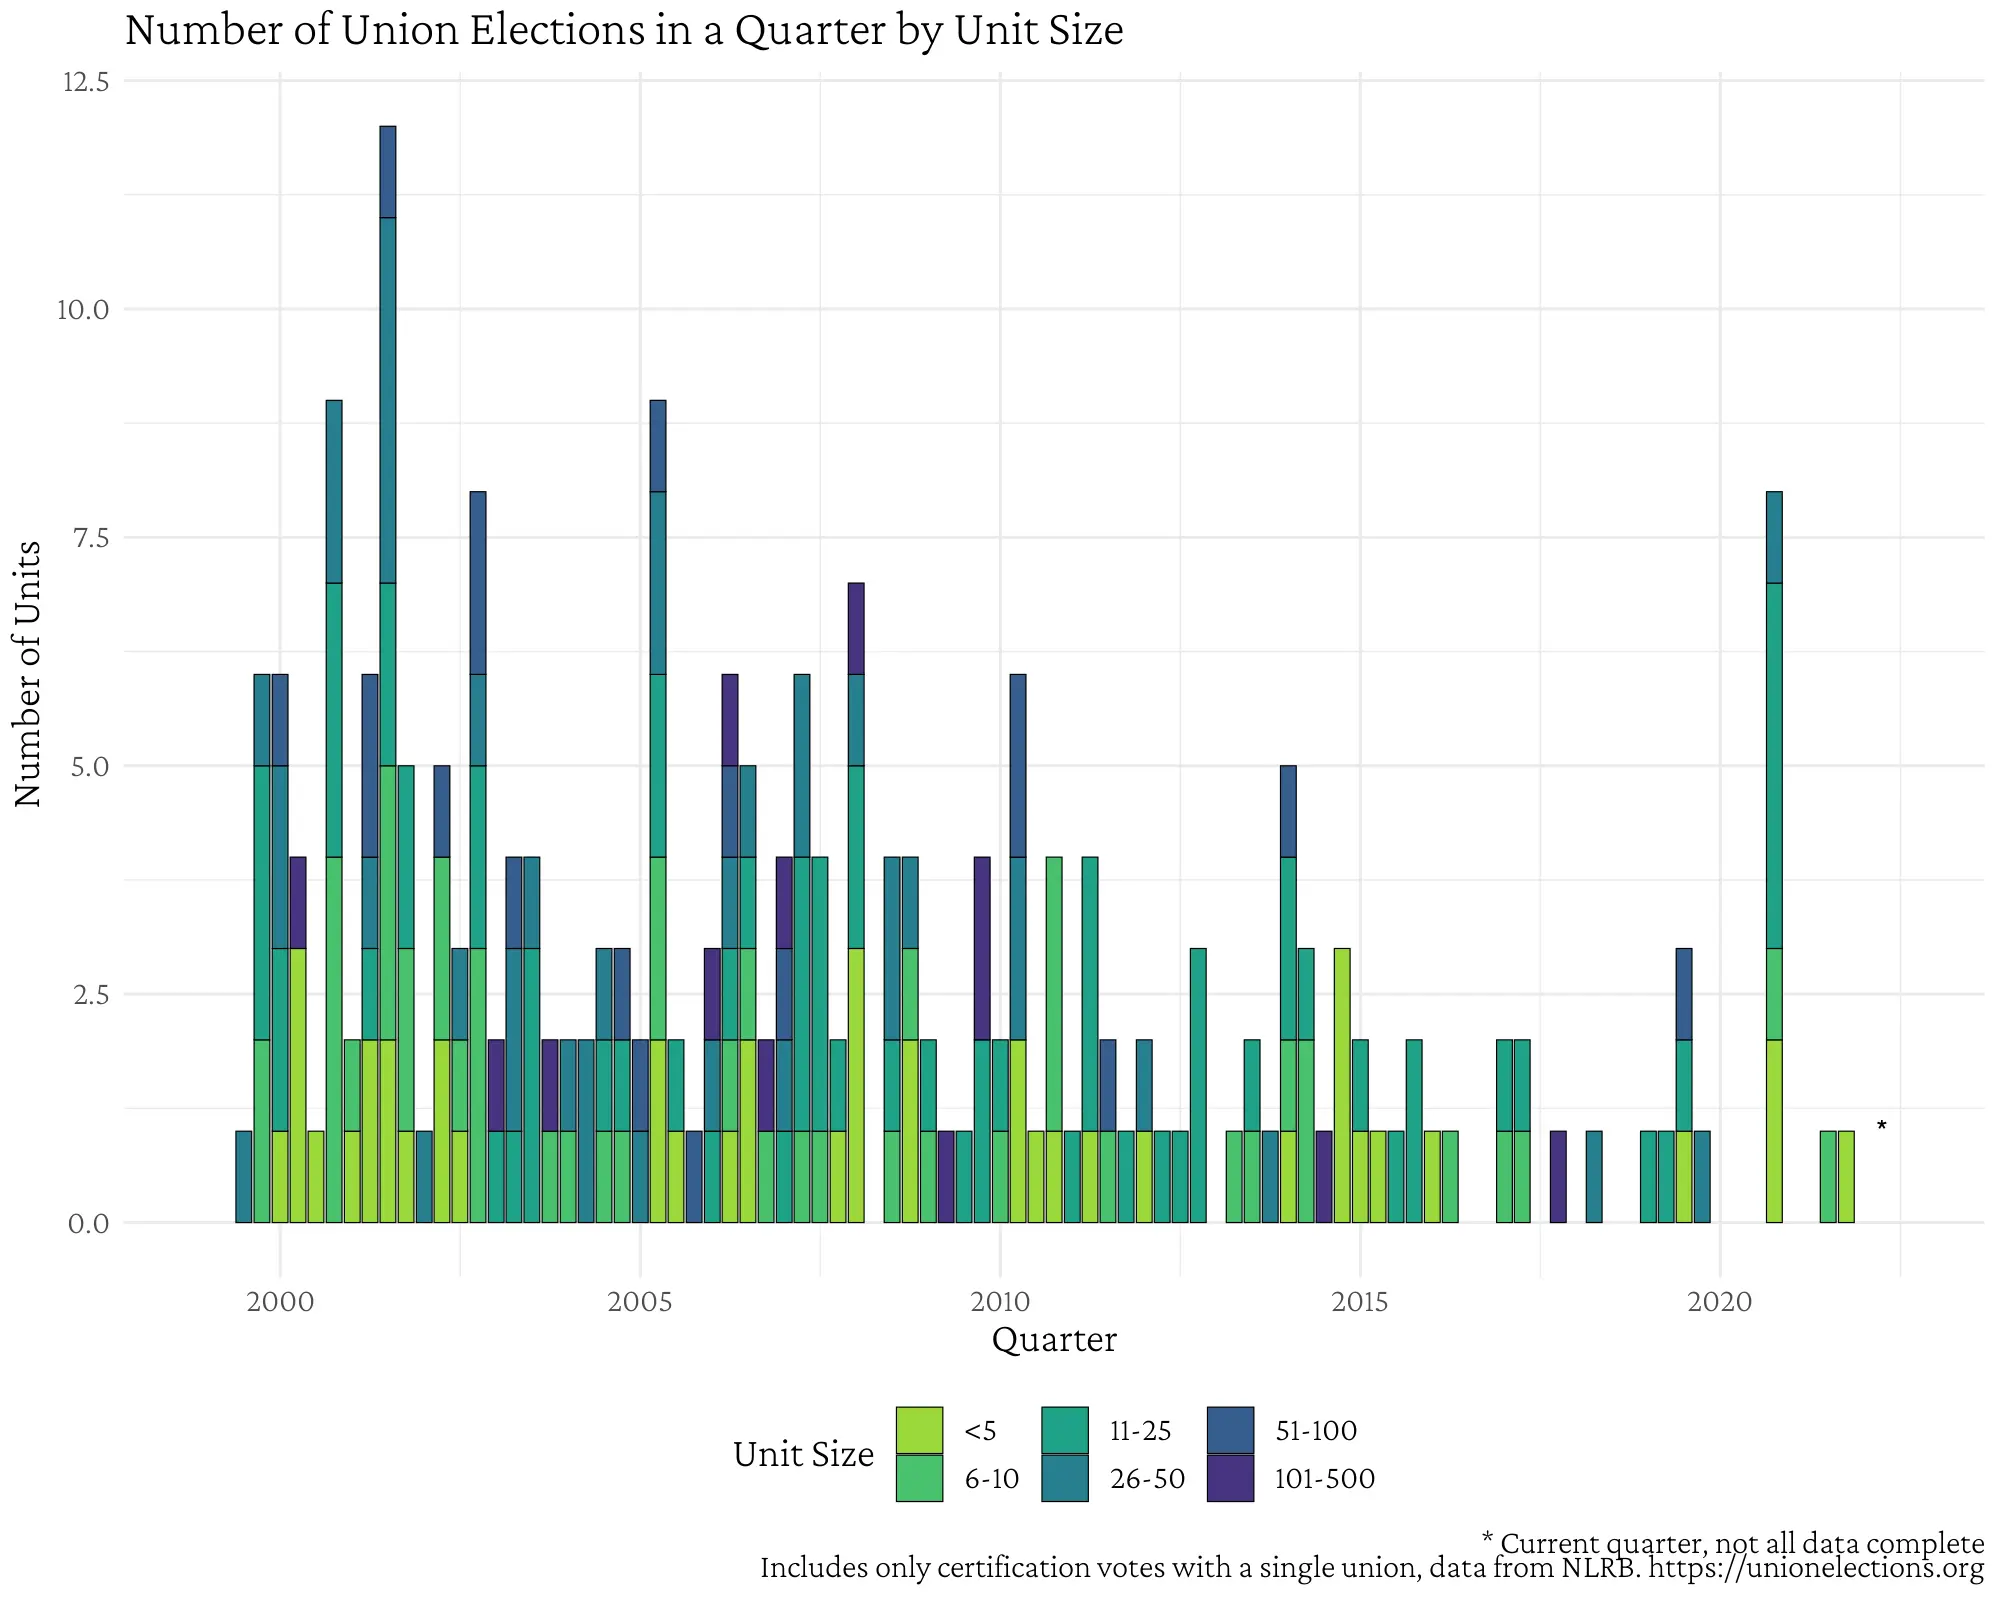 Number of Union Elections in a Quarter by Unit Size
12.5
10.0
7.5
5.0
2.5
0.0
Number of Units
*
2000 2005 2010 2015 2020
Quarter
Unit Size
<5 11-25 51-100
6-10 26-50 101-500
* Current quarter, not all data complete
Includes only certification votes with a single union, data from NLRB. https://unionelections.org